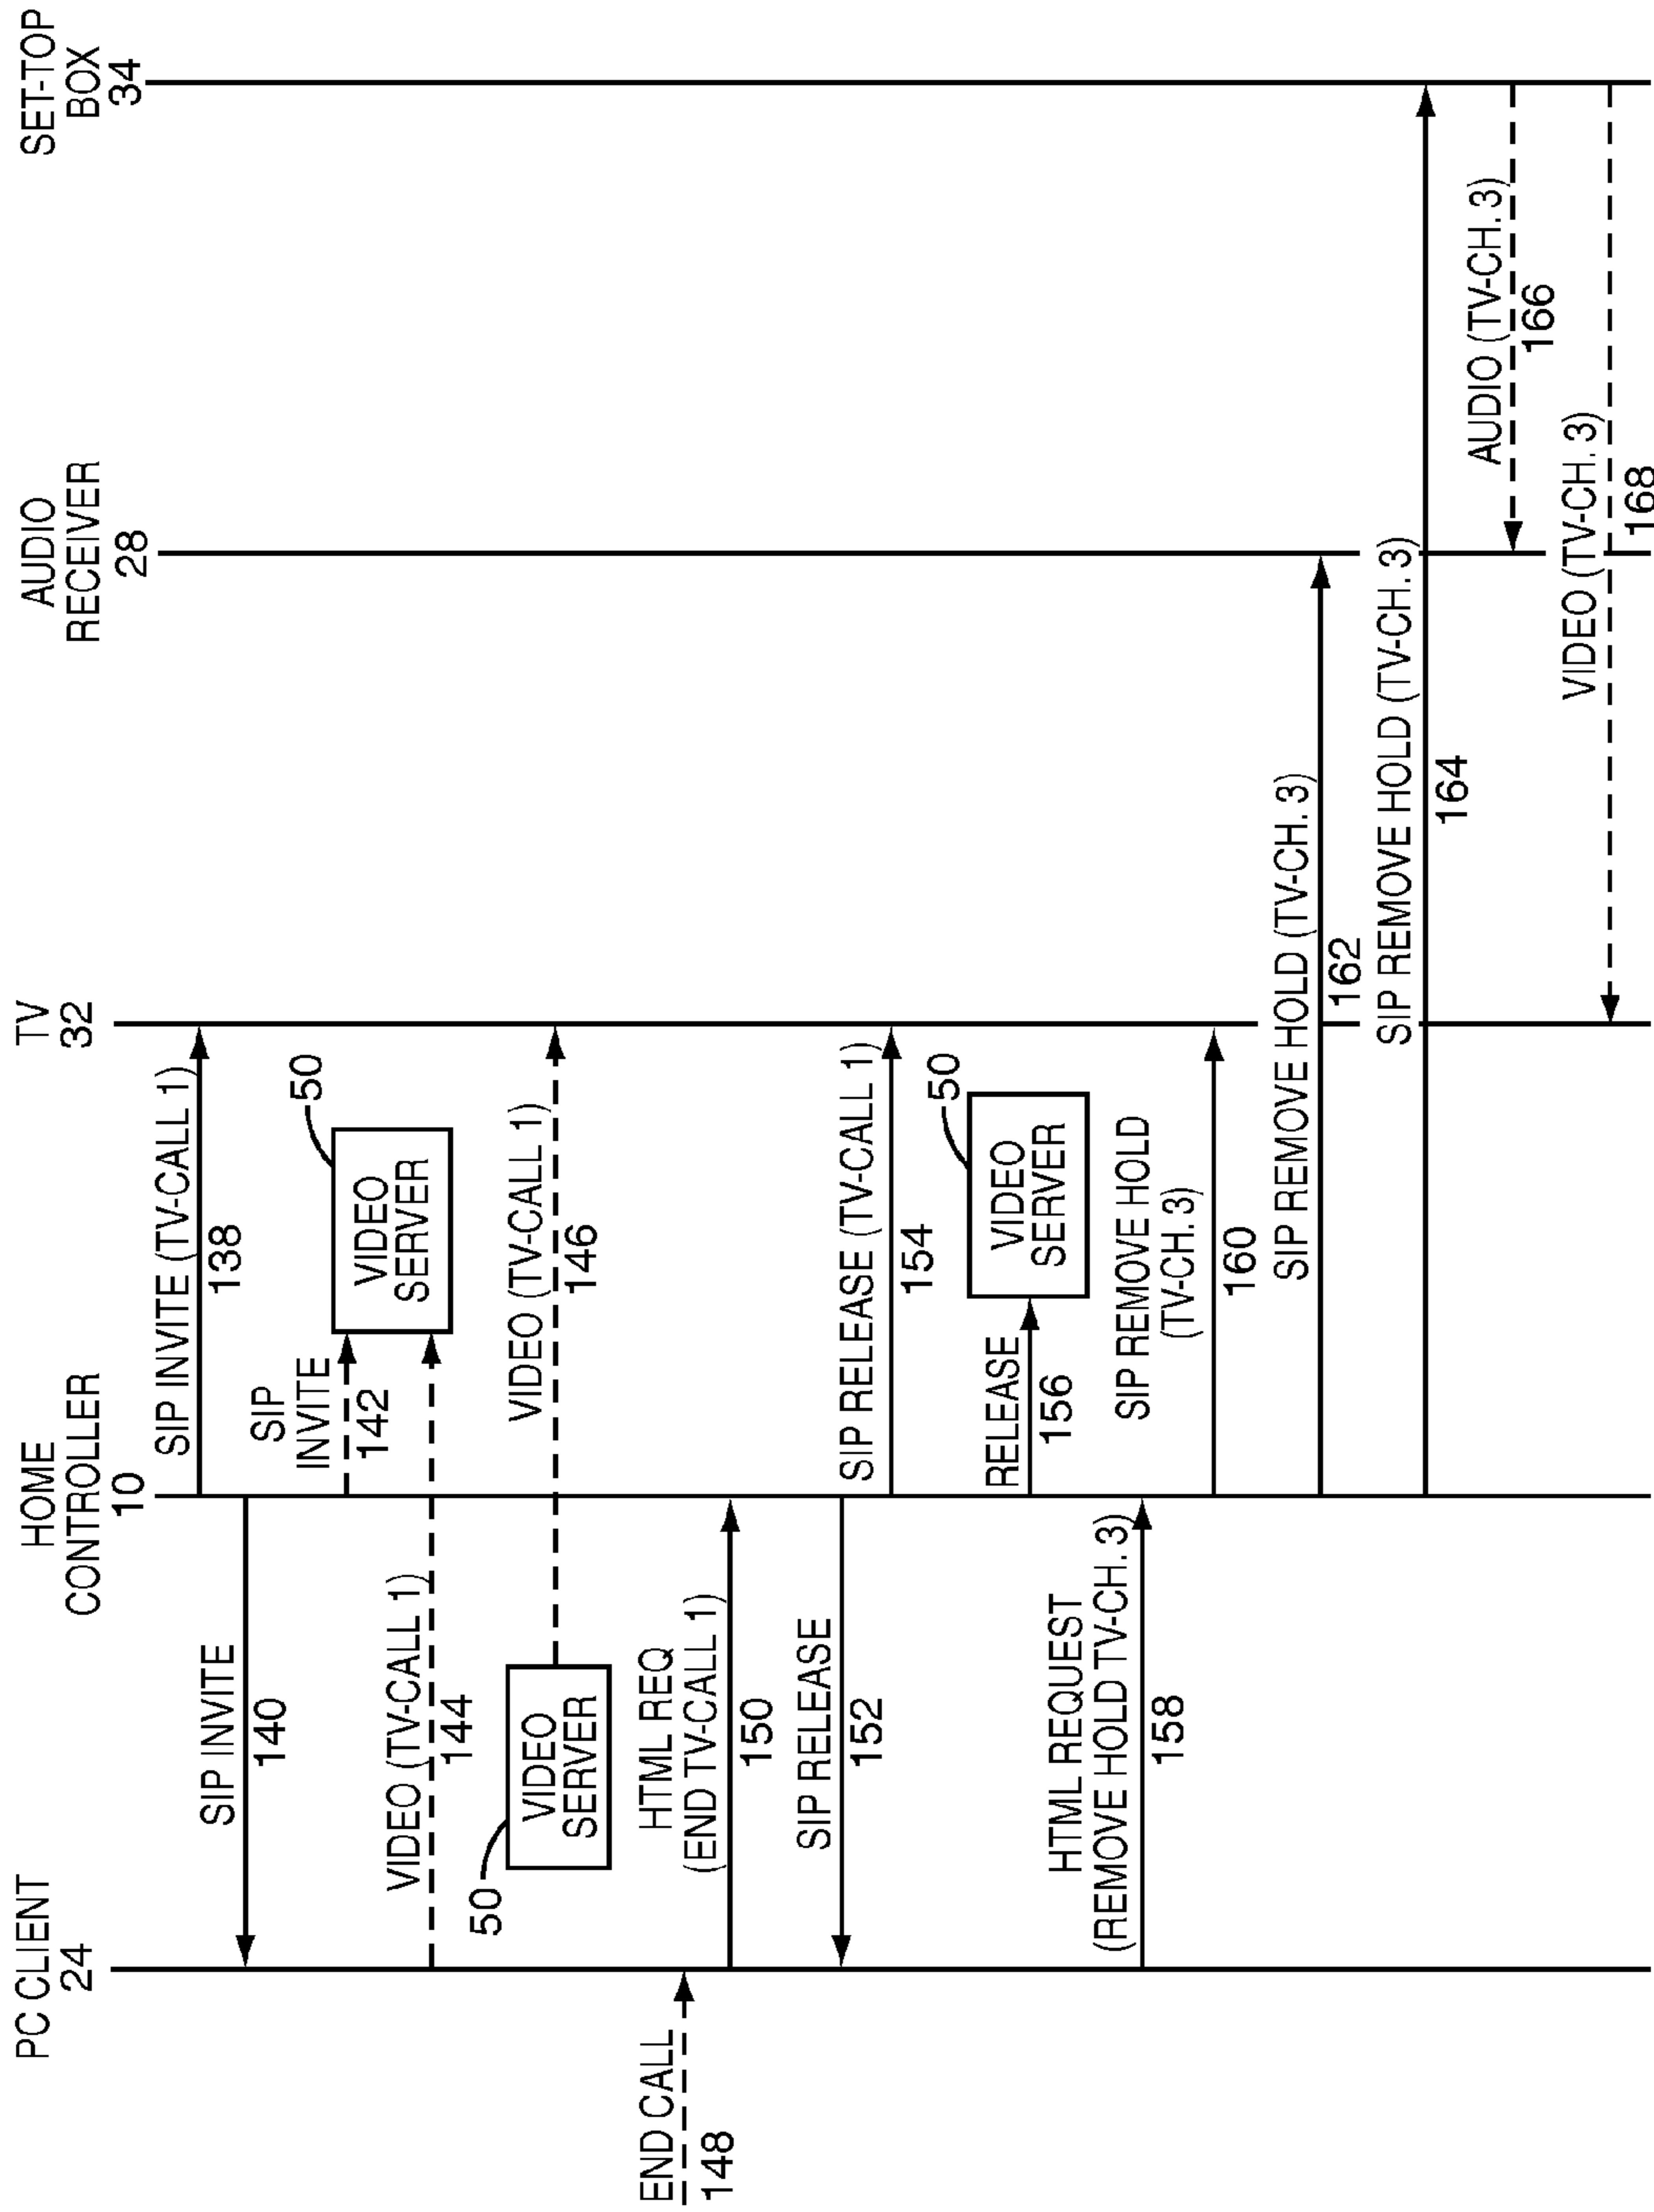 PC CLIENT
24
HOME
CONTROLLER
10
TV
32
AUDIO
RECEIVER
28
SET-TOP
BOX
34
SIP INVITE (TV-CALL 1)
138
SIP INVITE
140
SIP
INVITE
142
VIDEO
SERVER
50
VIDEO (TV-CALL 1)
144
VIDEO
SERVER
50
VIDEO (TV-CALL 1)
146
END CALL
148
HTML REQ
(END TV-CALL 1)
150
SIP RELEASE
152
SIP RELEASE (TV-CALL 1)
154
RELEASE
156
VIDEO
SERVER
50
HTML REQUEST
(REMOVE HOLD TV-CH.3)
158
SIP REMOVE HOLD
(TV-CH.3)
160
SIP REMOVE HOLD (TV-CH.3)
162
SIP REMOVE HOLD (TV-CH.3)
164
AUDIO (TV-CH.3)
166
VIDEO (TV-CH.3)
168